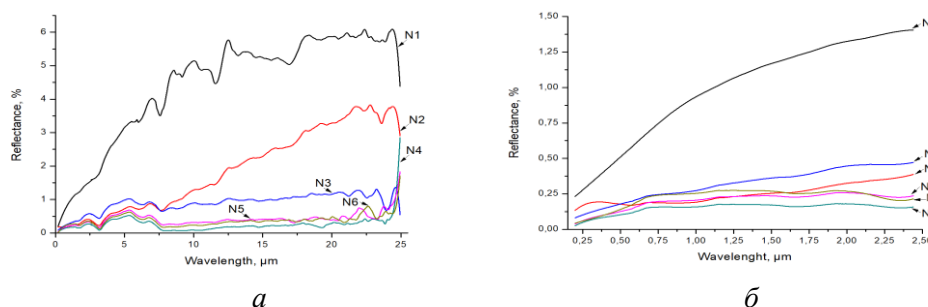 6
5
4
3
2
1
0
Reflectance, %
N1
N2
N4
N3
N6
N5
0
5
10
15
20
25
Wavelength, µm
а
1,50
1,25
1,00
0,75
0,50
0,25
0,00
Reflectance, %
N
N
N
N
N
0,25
0,50
0,75
1,00
1,25
1,50
1,75
2,00
2,25
2,50
Wavelenght, µm
б